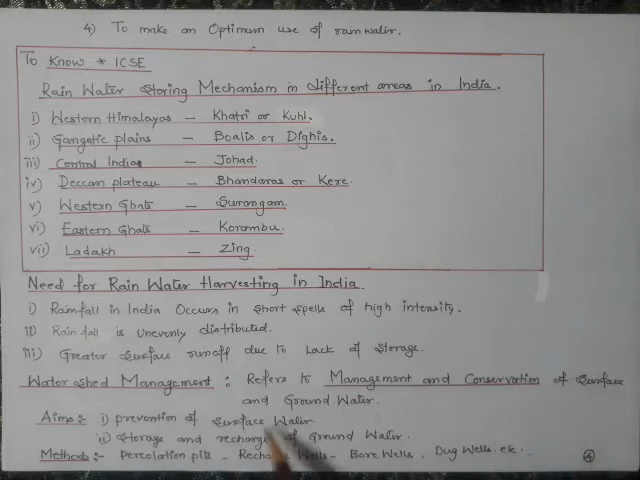 4) To make an Optimum use of rain water.
To Know * ICSE
Rain Water storing Mechanism in different areas in India.
i) Western Himalayas – Khatri or Kuhl.
ii) Gangetic plains – Boalis or Dighis.
iii) Central India – Johad.
iv) Deccan plateau – Bhandaras or Kere.
v) Western Ghats – Surangam.
vi) Eastern Ghats – Korambu.
vii) Ladakh – Zing.
Need for Rain Water Harvesting in India.
i) Rainfall in India Occurs in Short spells of high intensity.
ii) Rainfall is unevenly distributed.
iii) Greater Surface runoff due to Lack of Storage.
Water shed Management : Refers to Management and Conservation of Surface
and Ground Water.
Aims:- i) prevention of Surface Water.
ii) Storage and recharge of Ground Water.
Methods:- Percolation pits – Recharge Wells – Bore Wells, Dug Wells. etc.
4